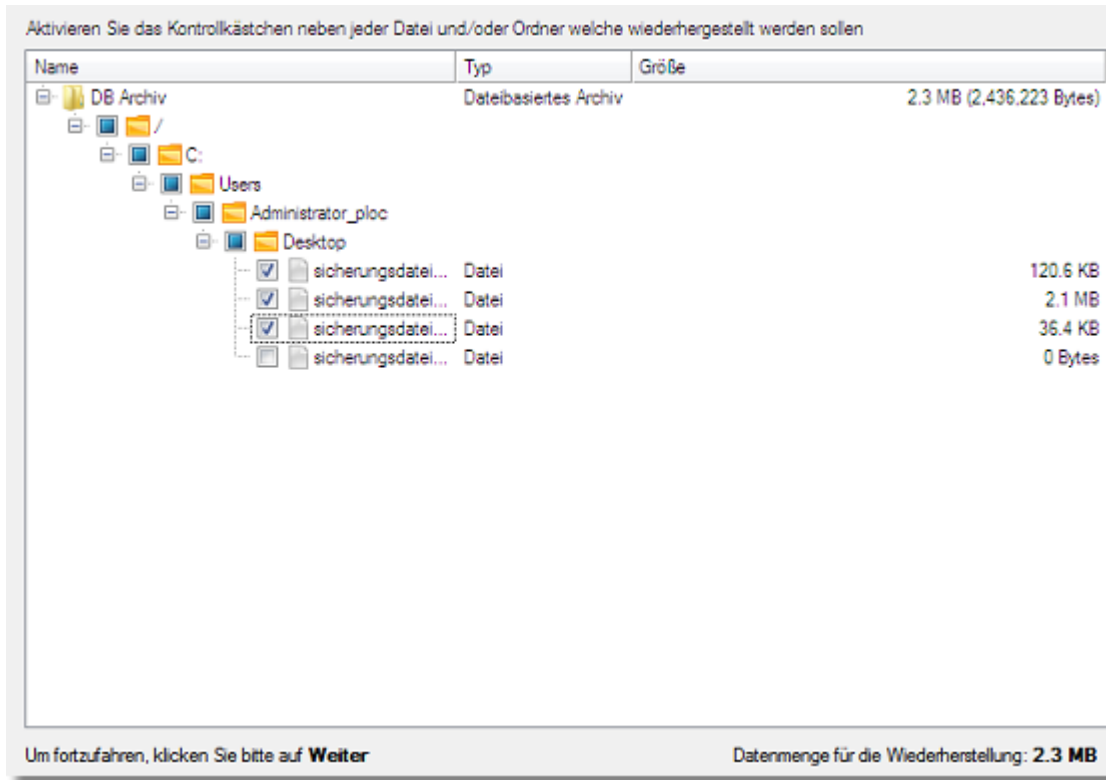 Aktivieren Sie das Kontrollkästchen neben jeder Datei und/oder Ordner welche wiederhergestellt werden sollen
Name Typ Größe
DB Archiv Dateibasiertes Archiv 2.3 MB (2,436,223 Bytes)
/
C:
Users
Administrator_ploc
Desktop
sicherungsdatei... Datei 120.6 KB
sicherungsdatei... Datei 2.1 MB
sicherungsdatei... Datei 36.4 KB
sicherungsdatei... Datei 0 Bytes
Um fortzufahren, klicken Sie bitte auf Weiter Datenmenge für die Wiederherstellung: 2.3 MB